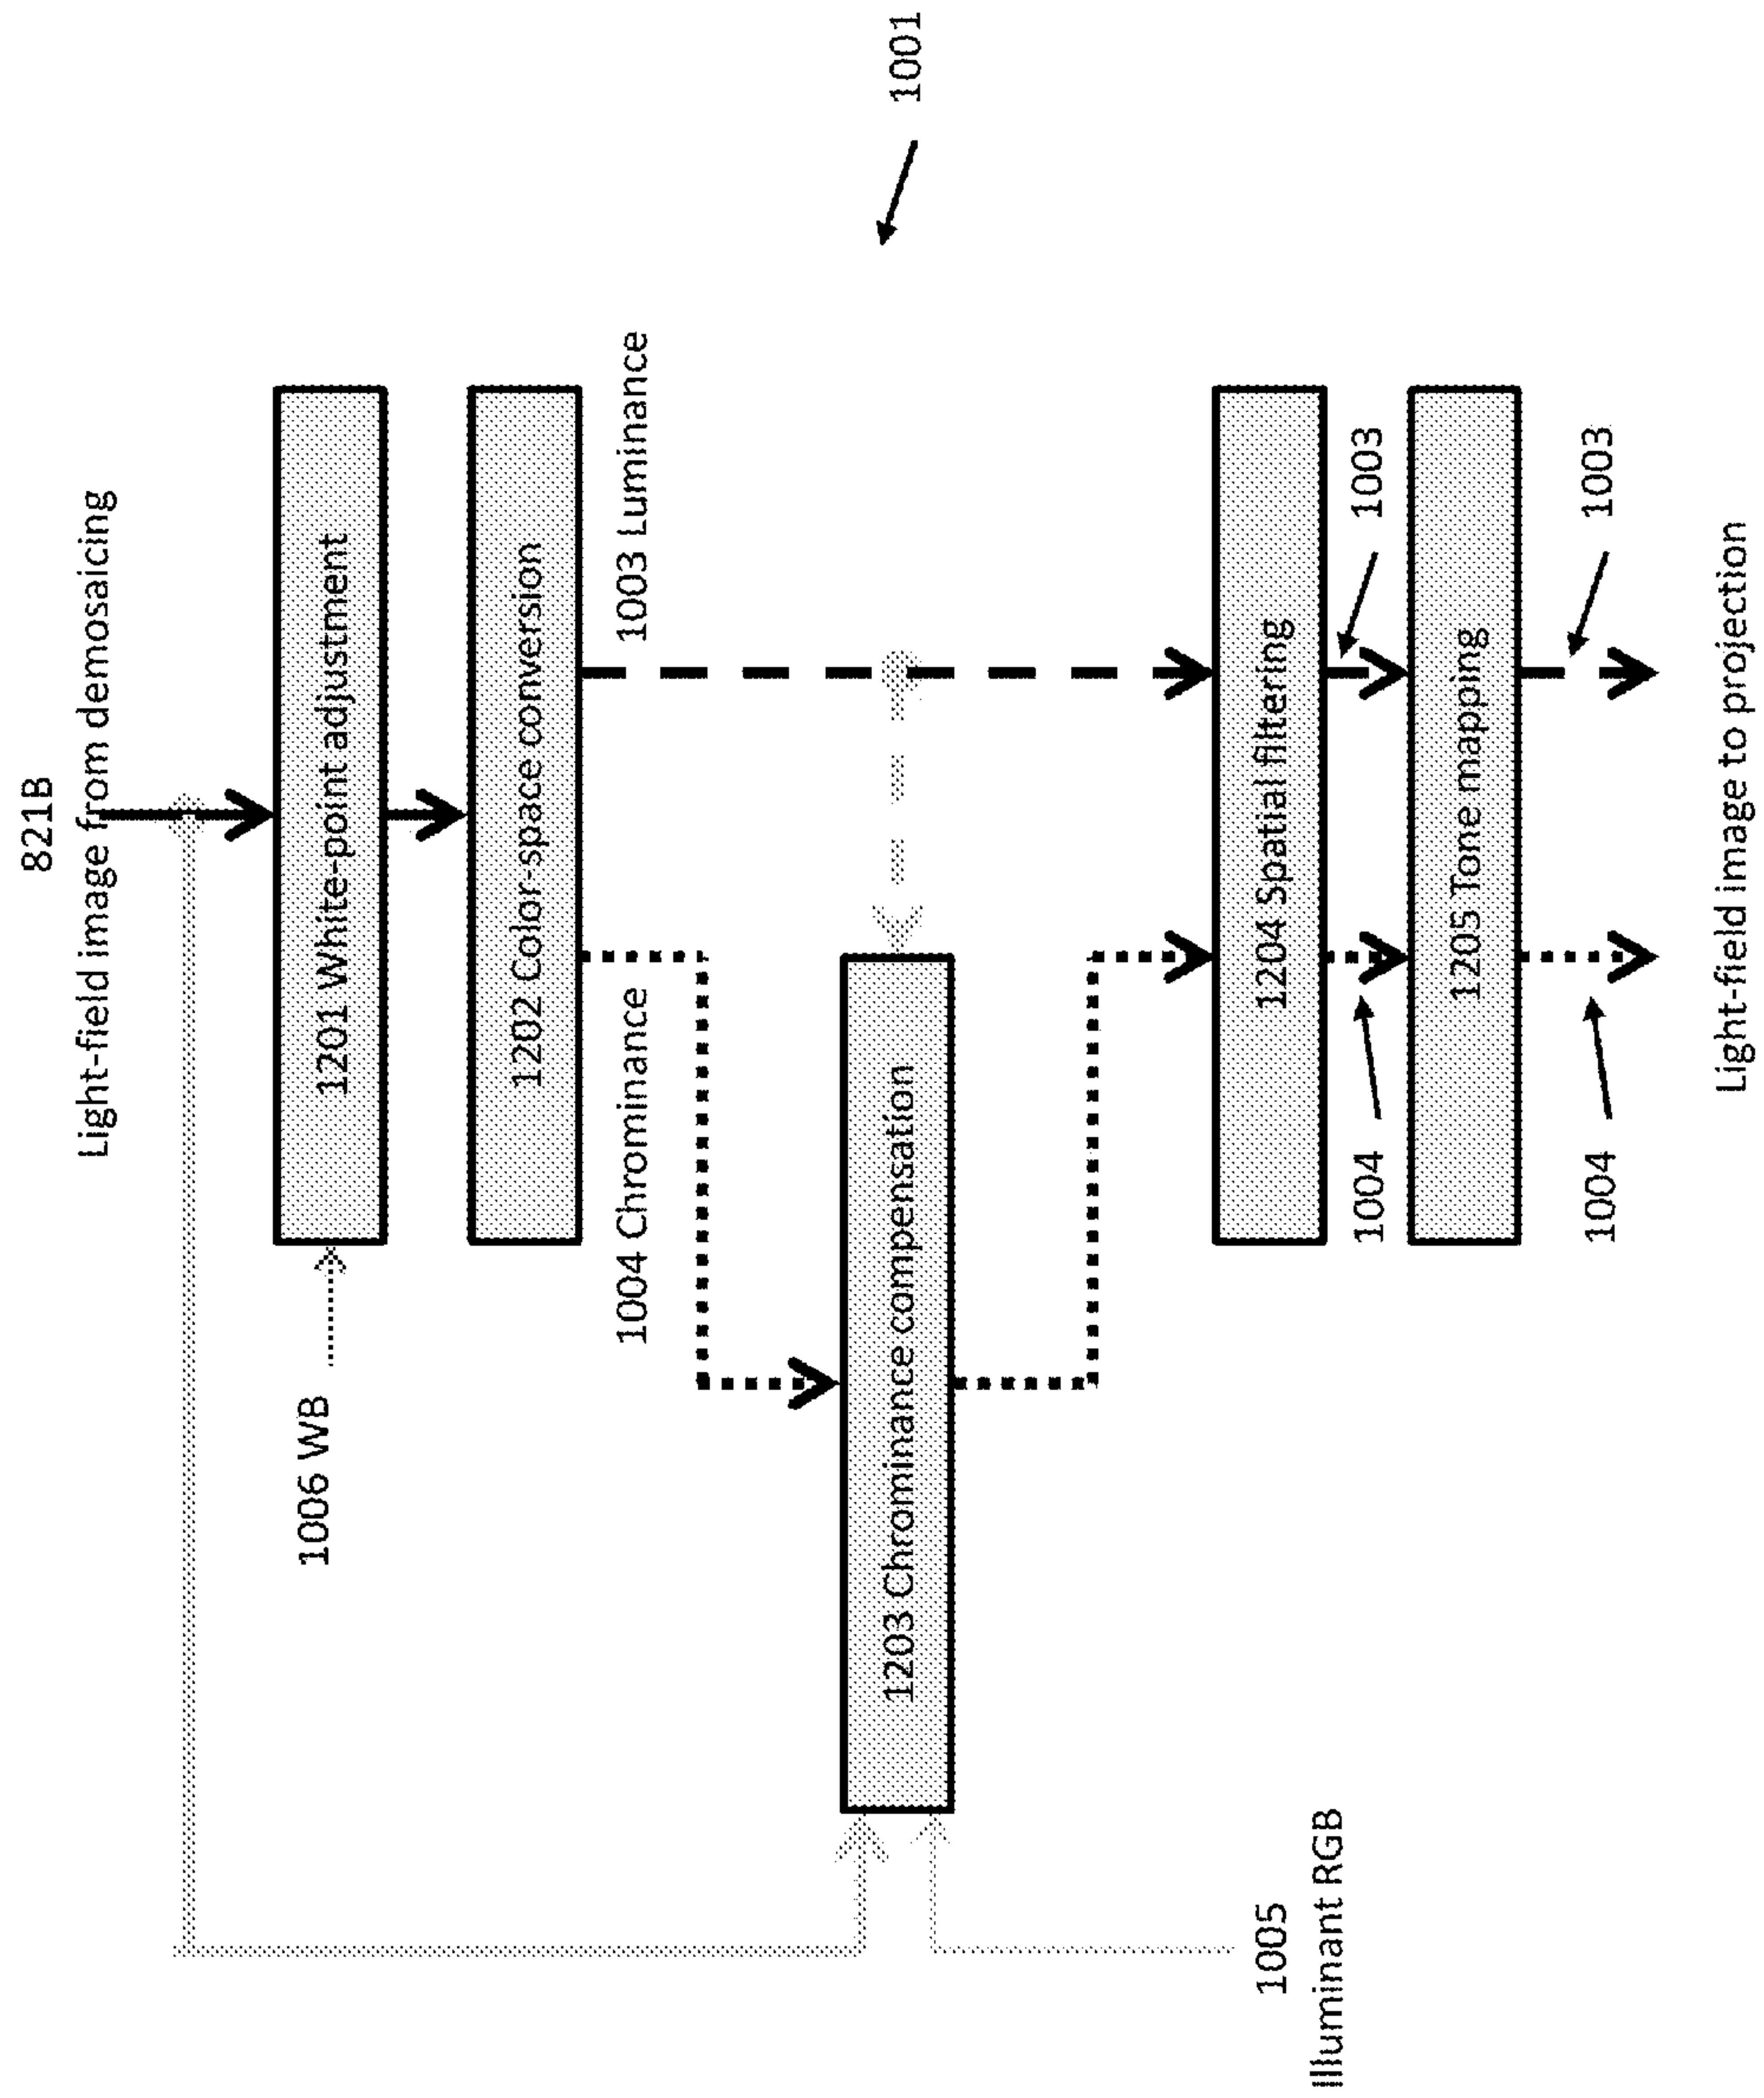 821B
Light-field image from demosaicing
1006 WB
1201 White-point adjustment
1202 Color-space conversion
1004 Chrominance
1003 Luminance
1001
1203 Chrominance compensation
1005
Illuminant RGB
1204 Spatial filtering
1004
1003
1205 Tone mapping
1004
1003
Light-field image to projection